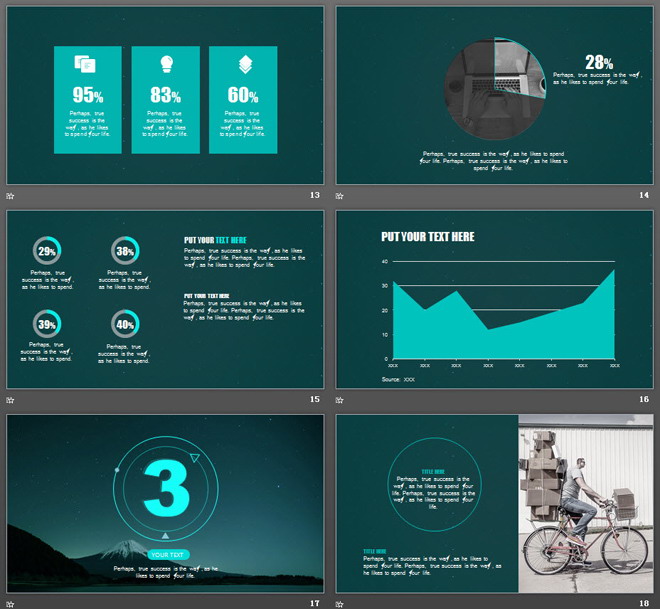 95%
Perhaps, true
success is the
way, as he likes
to spend your life.
83%
Perhaps, true
success is the
way, as he likes
to spend your life.
60%
Perhaps, true
success is the
way, as he likes
to spend your life.
13
28%
Perhaps, true success is the way,
as he likes to spend your life.
Perhaps, true success is the way, as he likes to spend
your life. Perhaps, true success is the way, as he likes to
spend your life.
14
29%
Perhaps, true
success is the way,
as he likes to spend.
38%
Perhaps, true
success is the way,
as he likes to spend.
39%
Perhaps, true
success is the way,
as he likes to spend.
40%
Perhaps, true
success is the way,
as he likes to spend.
PUT YOUR TEXT HERE
Perhaps, true success is the way, as he likes
to spend your life. Perhaps, true success is the
way, as he likes to spend your life.
PUT YOUR TEXT HERE
Perhaps, true success is the way, as he likes
to spend your life. Perhaps, true success is the
way, as he likes to spend your life.
15
PUT YOUR TEXT HERE
40
30
20
10
0
XXX XXX XXX XXX XXX XXX XXX XXX
Source: XXX
16
3
YOUR TEXT
Perhaps, true success is the way, as he
likes to spend your life.
17
TITLE HERE
Perhaps, true success is the
way, as he likes to spend your
life. Perhaps, true success is the
way, as he likes to spend your
life.
TITLE HERE
Perhaps, true success is the way, as he likes to
spend your life. Perhaps, true success is the way, as
he likes to spend your life.
18